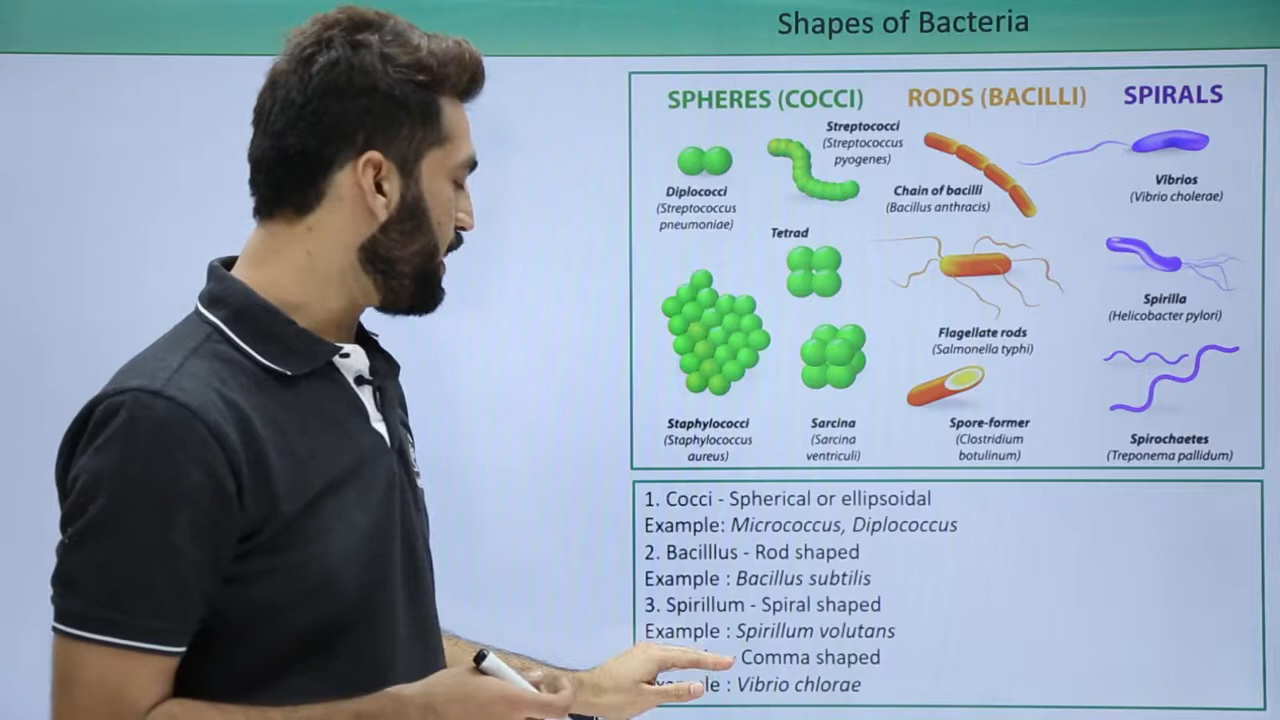 Shapes of Bacteria
SPHERES (COCCI)
RODS (BACILLI)
SPIRALS
Diplococci
(Streptococcus
pneumoniae)
Streptococci
(Streptococcus
pyogenes)
Tetrad
Staphylococci
(Staphylococcus
aureus)
Sarcina
(Sarcina
ventriculi)
Chain of bacilli
(Bacillus anthracis)
Flagellate rods
(Salmonella typhi)
Spore-former
(Clostridium
botulinum)
Vibrios
(Vibrio cholerae)
Spirilla
(Helicobacter pylori)
Spirochaetes
(Treponema pallidum)
1. Cocci - Spherical or ellipsoidal
Example: Micrococcus, Diplococcus
2. Bacilllus - Rod shaped
Example : Bacillus subtilis
3. Spirillum - Spiral shaped
Example : Spirillum volutans
Comma shaped
: Vibrio chlorae